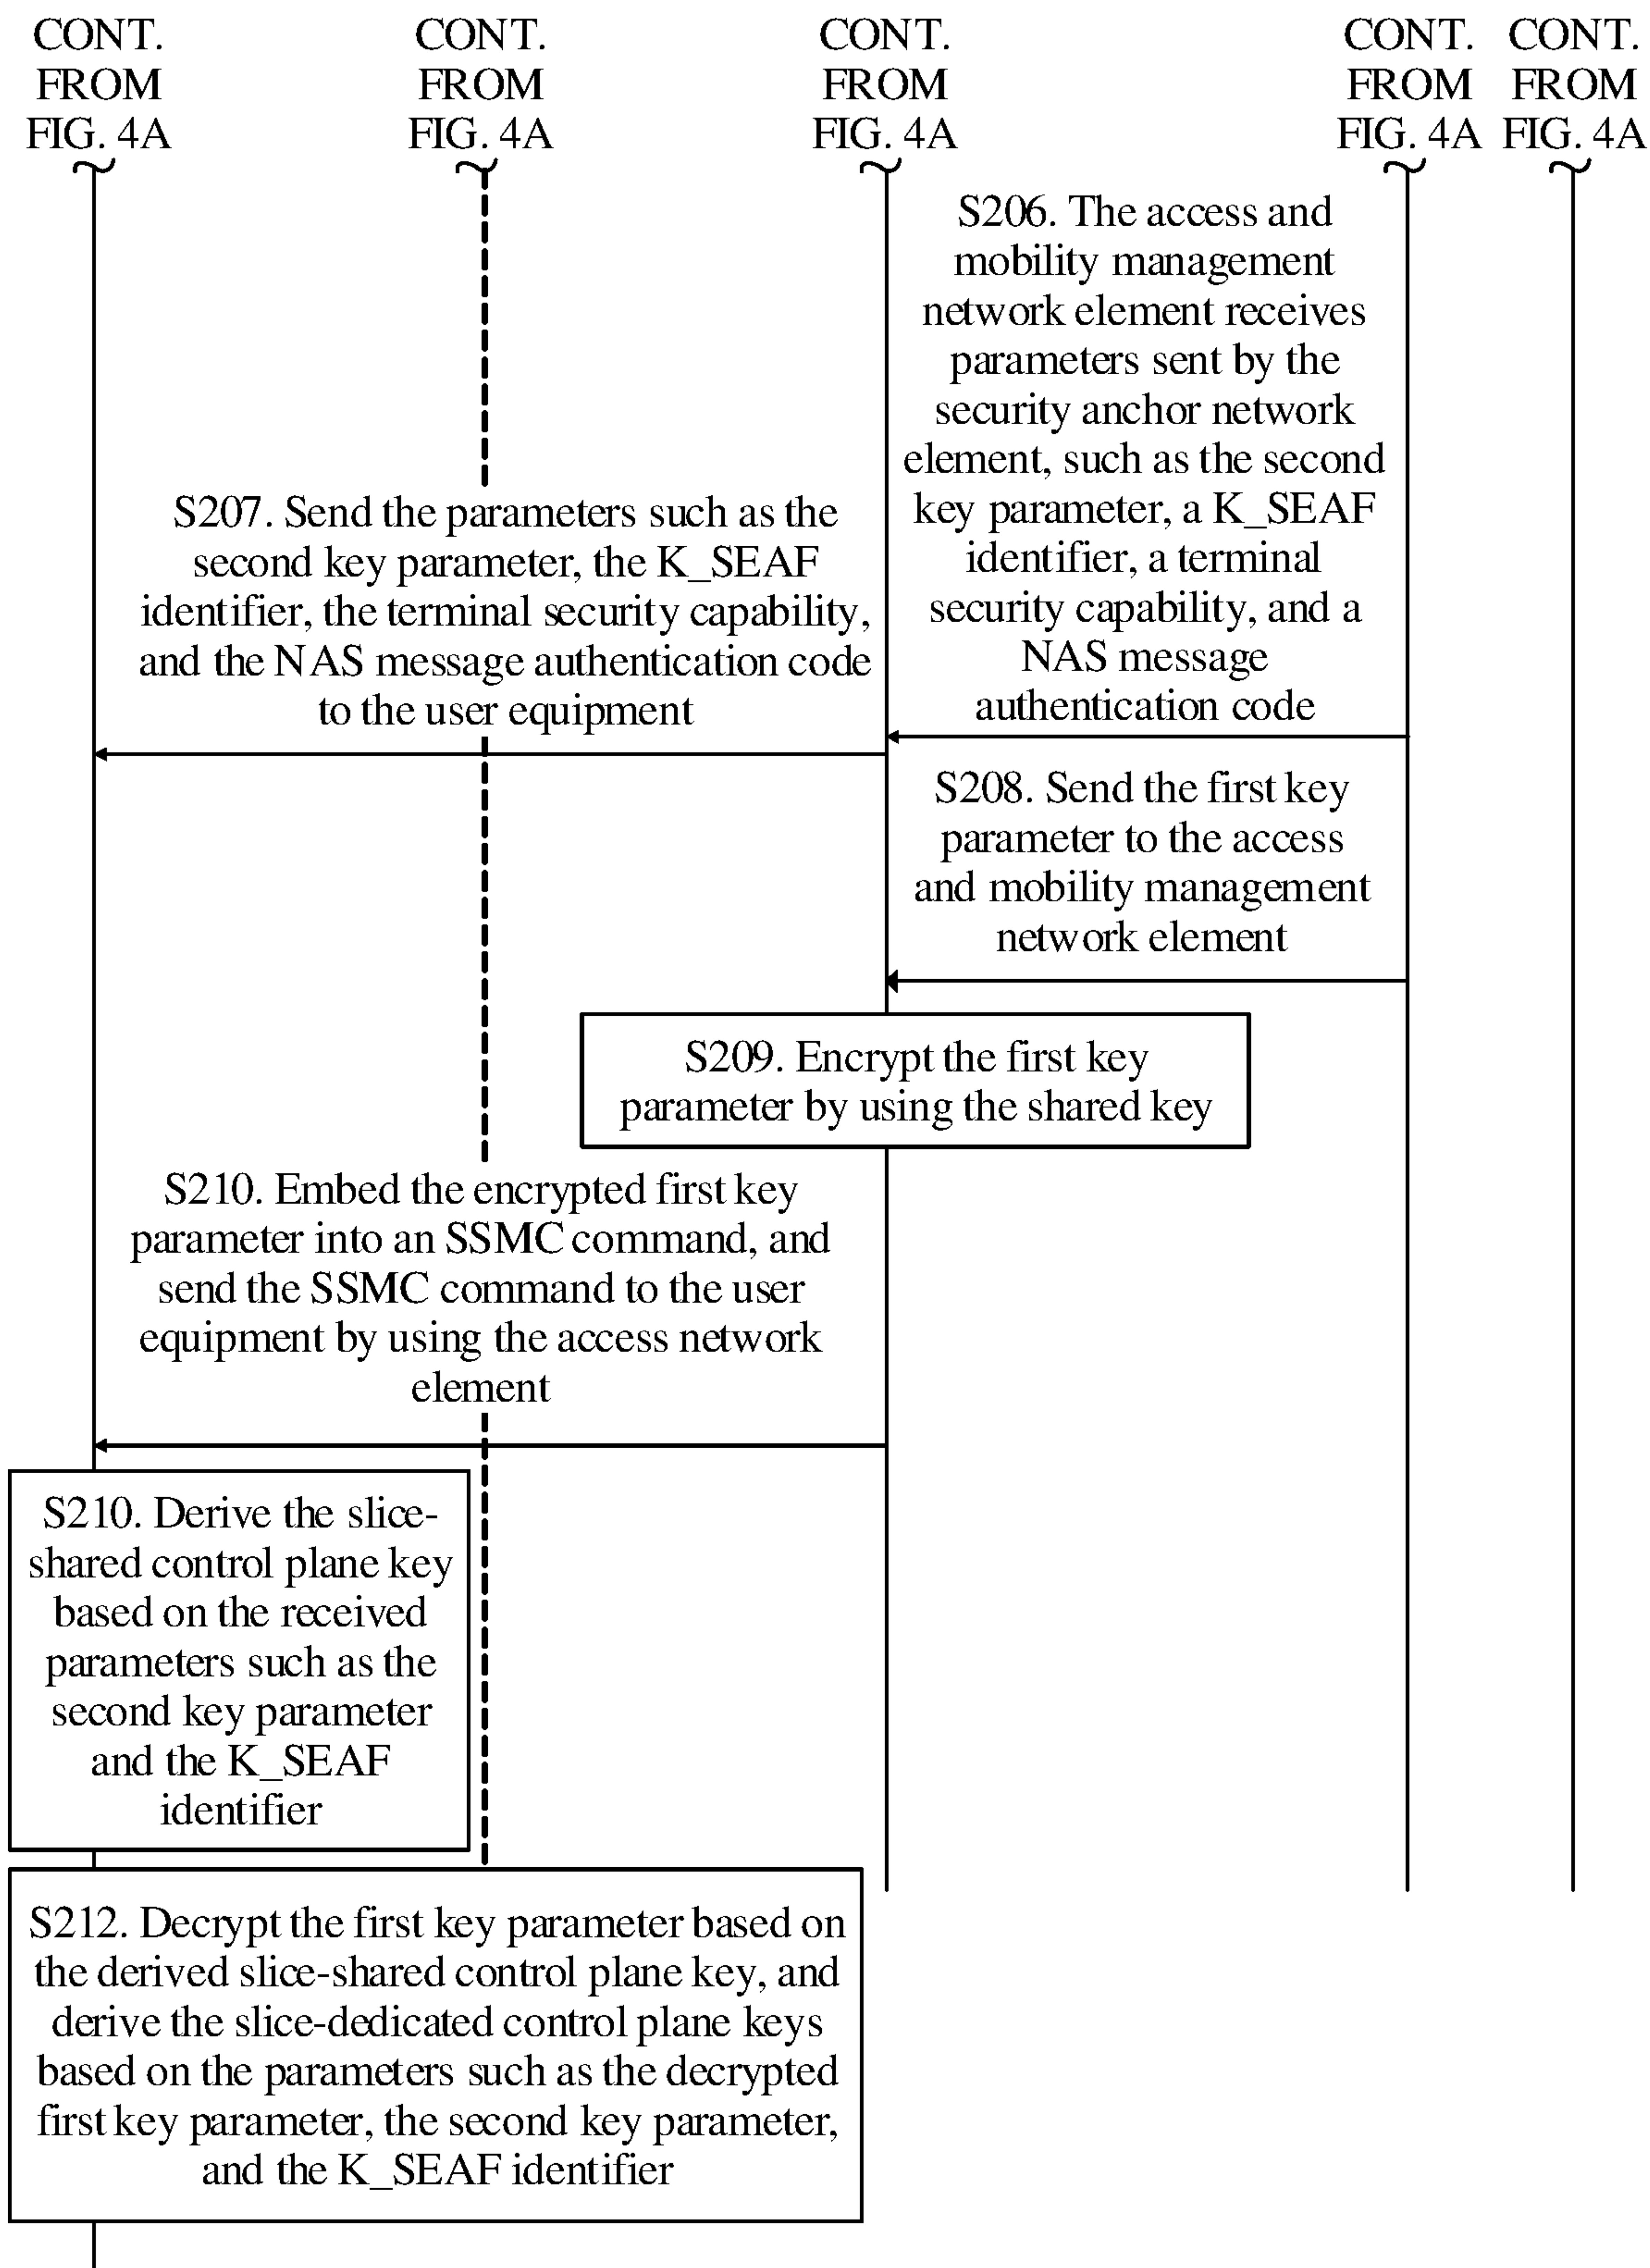 CONT.
FROM
FIG. 4A
CONT.
FROM
FIG. 4A
CONT.
FROM
FIG. 4A
CONT.
FROM
FIG. 4A
CONT.
FROM
FIG. 4A
S206. The access and
mobility management
network element receives
parameters sent by the
security anchor network
element, such as the second
key parameter, a K_SEAF
identifier, a terminal
security capability, and a
NAS message
authentication code
S207. Send the parameters such as the
second key parameter, the K_SEAF
identifier, the terminal security capability,
and the NAS message authentication code
to the user equipment
S208. Send the first key
parameter to the access
and mobility management
network element
S209. Encrypt the first key
parameter by using the shared key
S210. Embed the encrypted first key
parameter into an SSMC command, and
send the SSMC command to the user
equipment by using the access network
element
S210. Derive the slice-
shared control plane key
based on the received
parameters such as the
second key parameter
and the K_SEAF
identifier
S212. Decrypt the first key parameter based on
the derived slice-shared control plane key, and
derive the slice-dedicated control plane keys
based on the parameters such as the decrypted
first key parameter, the second key parameter,
and the K_SEAF identifier